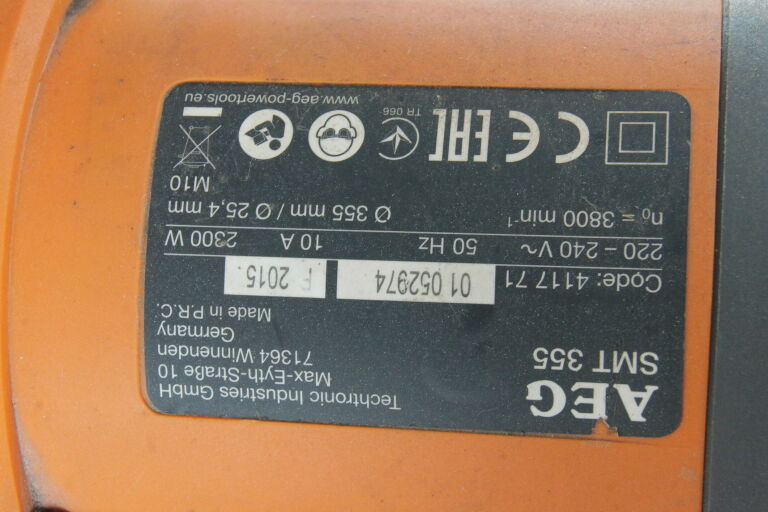 AEG
SMT 355
Techtronic Industries GmbH
Max-Eyth-Straße 10
71364 Winnenden
Germany
Made in P.R.C.
Code: 4117 71 01 052974 F 2015
220 – 240 V~ 50 Hz 10 A 2300 W
n₀ = 3800 min⁻¹ Ø 355 mm / Ø 25,4 mm
M10
CE EAC TR 066
www.aeg-powertools.eu